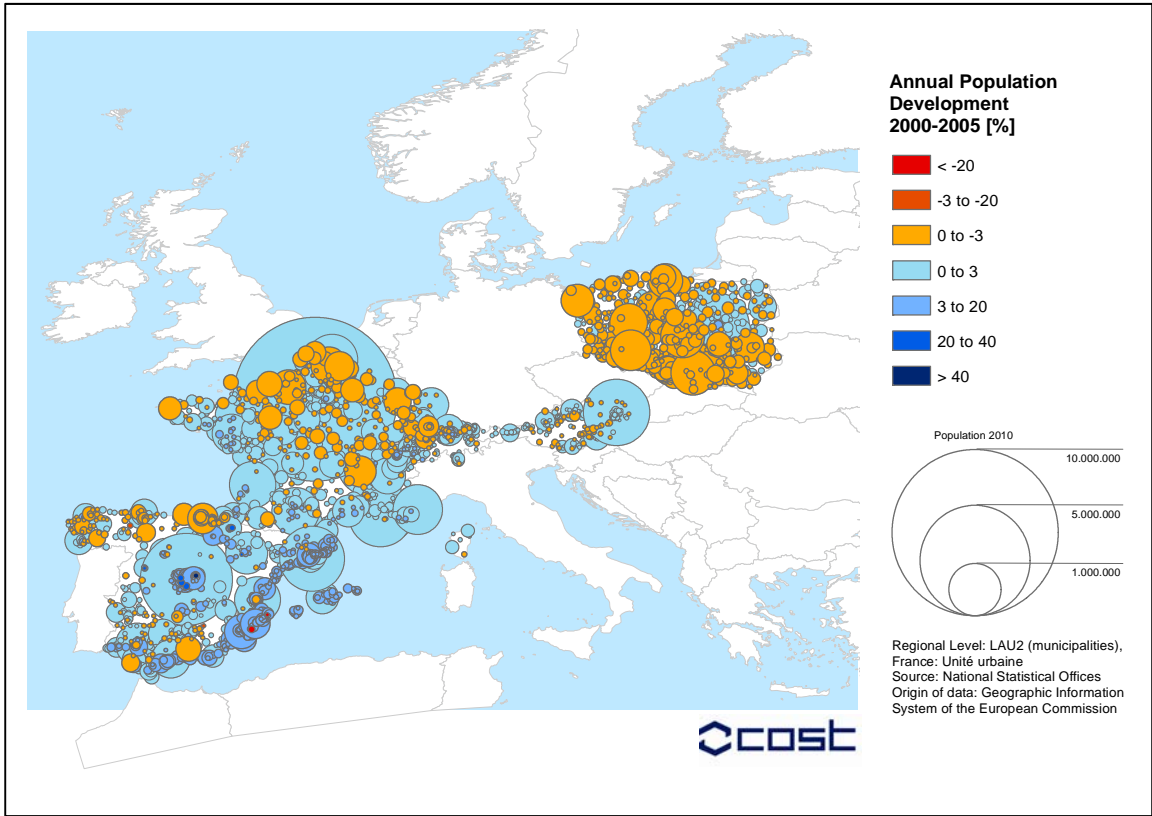 Annual Population
Development
2000-2005 [%]
< -20
-3 to -20
0 to -3
0 to 3
3 to 20
20 to 40
> 40
Population 2010
10.000.000
5.000.000
1.000.000
Regional Level: LAU2 (municipalities),
France: Unité urbaine
Source: National Statistical Offices
Origin of data: Geographic Information
System of the European Commission
cost